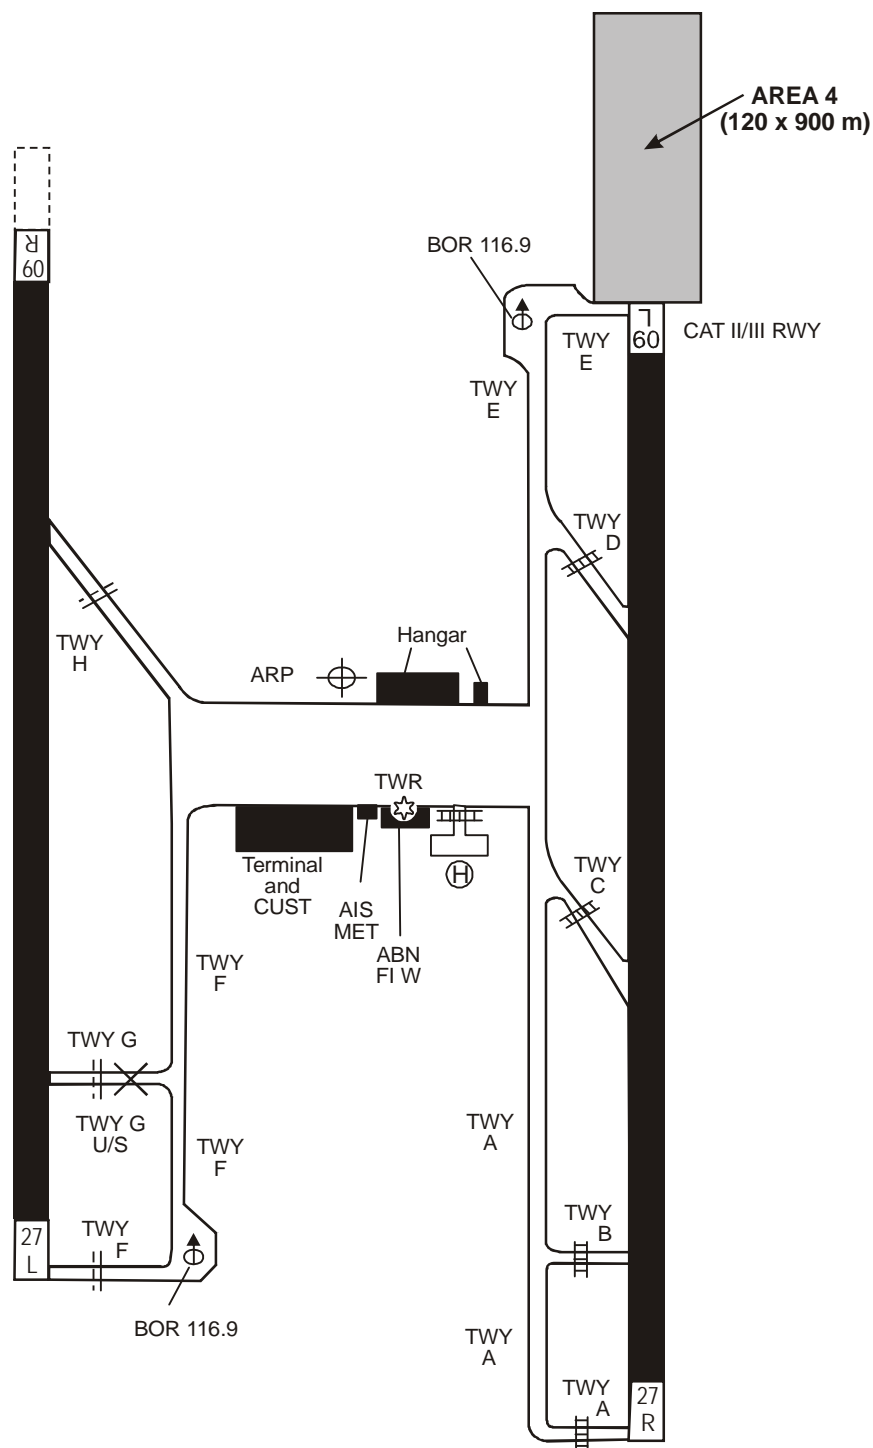 AREA 4
(120 x 900 m)
BOR 116.9
09
R
09
L
CAT II/III RWY
TWY
E
TWY
E
TWY
D
TWY
H
Hangar
ARP
TWR
Terminal
and
CUST
AIS
MET
ABN
FI W
H
TWY
C
TWY
F
TWY G
TWY G
U/S
TWY
F
TWY
A
TWY
F
27
L
TWY
B
BOR 116.9
TWY
A
TWY
A
27
R